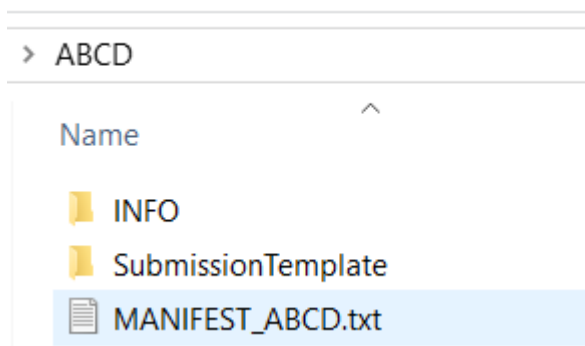 > ABCD
Name
INFO
SubmissionTemplate
MANIFEST_ABCD.txt